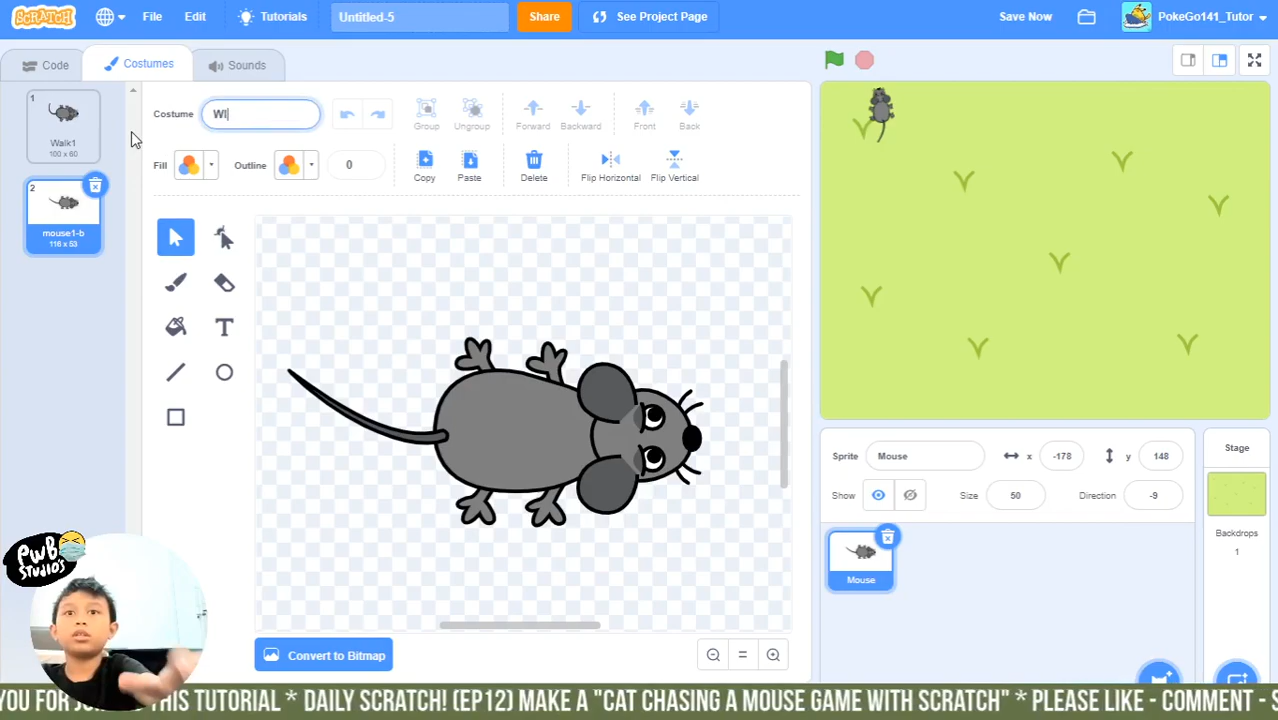 SCRATCH File Edit Tutorials Untitled-5 Share See Project Page Save Now PokeGo141_Tutor
Code Costumes Sounds
1
Walk1
100 x 60
2
mouse1-b
116 x 53
Costume Wl Group Ungroup Forward Backward Front Back
Fill Outline 0 Copy Paste Delete Flip Horizontal Flip Vertical
T
Convert to Bitmap
Sprite Mouse x -178 y 148
Show Size 50 Direction -9
Mouse
Stage
Backdrops
1
PWB
STUDIO'S
YOU FOR JOINING THIS TUTORIAL * DAILY SCRATCH! (EP12) MAKE A "CAT CHASING A MOUSE GAME WITH SCRATCH" * PLEASE LIKE - COMMENT - S